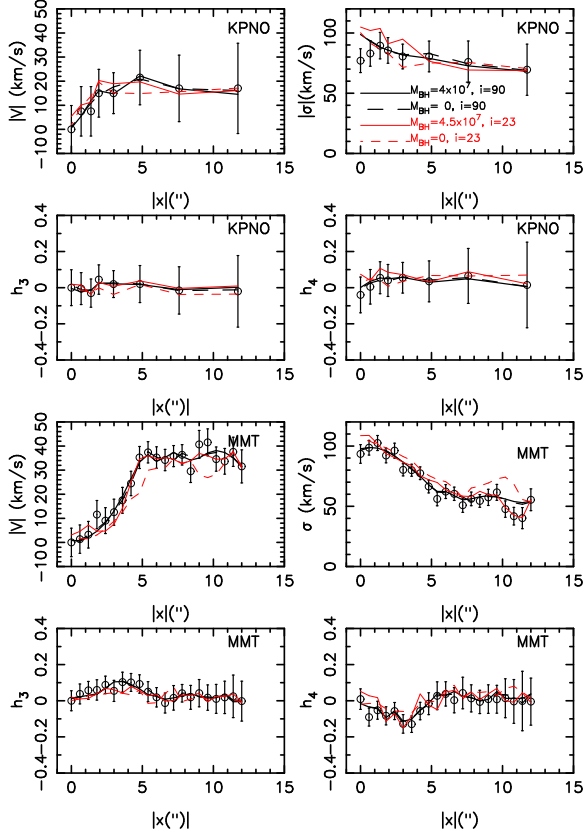 KPNO
|V| (km/s)
-10 0 10 20 30 40 50
0 5 10 15
|x|('')
KPNO
|σ|(km/s)
0 50 100
M_BH=4x10^7, i=90
M_BH= 0, i=90
M_BH=4.5x10^7, i=23
M_BH=0, i=23
0 5 10 15
|x|('')
KPNO
h_3
-0.4 -0.2 0 0.2 0.4
0 5 10 15
|x('')|
KPNO
h_4
-0.4 -0.2 0 0.2 0.4
0 5 10 15
|x|('')
MMT
|V| (km/s)
-10 0 10 20 30 40 50
0 5 10 15
|x|('')
MMT
σ (km/s)
0 50 100
0 5 10 15
|x|('')
MMT
h_3
-0.4 -0.2 0 0.2 0.4
0 5 10 15
|x('')|
MMT
h_4
-0.4 -0.2 0 0.2 0.4
0 5 10 15
|x|('')